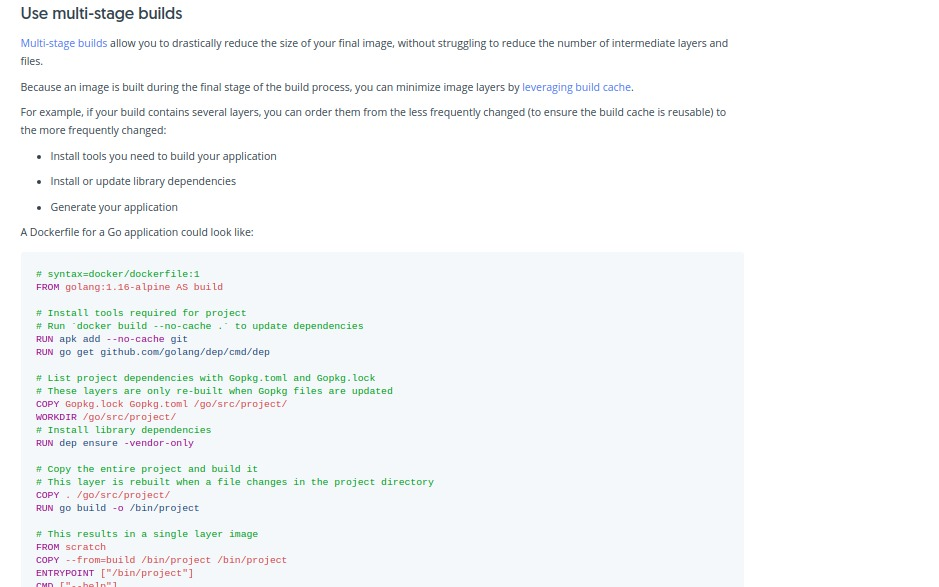 Use multi-stage builds
Multi-stage builds allow you to drastically reduce the size of your final image, without struggling to reduce the number of intermediate layers and
files.
Because an image is built during the final stage of the build process, you can minimize image layers by leveraging build cache.
For example, if your build contains several layers, you can order them from the less frequently changed (to ensure the build cache is reusable) to
the more frequently changed:
• Install tools you need to build your application
• Install or update library dependencies
• Generate your application
A Dockerfile for a Go application could look like:
# syntax=docker/dockerfile:1
FROM golang:1.16-alpine AS build
# Install tools required for project
# Run `docker build --no-cache .` to update dependencies
RUN apk add --no-cache git
RUN go get github.com/golang/dep/cmd/dep
# List project dependencies with Gopkg.toml and Gopkg.lock
# These layers are only re-built when Gopkg files are updated
COPY Gopkg.lock Gopkg.toml /go/src/project/
WORKDIR /go/src/project/
# Install library dependencies
RUN dep ensure -vendor-only
# Copy the entire project and build it
# This layer is rebuilt when a file changes in the project directory
COPY . /go/src/project/
RUN go build -o /bin/project
# This results in a single layer image
FROM scratch
COPY --from=build /bin/project /bin/project
ENTRYPOINT ["/bin/project"]
CMD ["--help"]